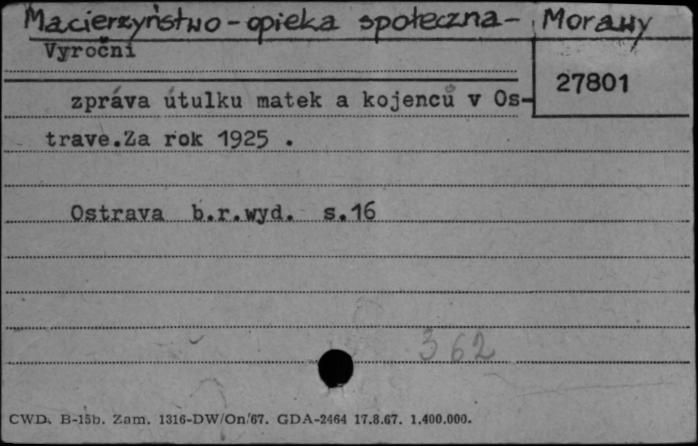 Macierzyństwo - opieka społeczna - Morawy
Vyroční
27801
zpráva útulku matek a kojenců v Os-
trave.Za rok 1925 .
Ostrava b.r.wyd. s.16
362
CWD. B-15b. Zam. 1316-DW/On/67. GDA-2464 17.8.67. 1.400.000.